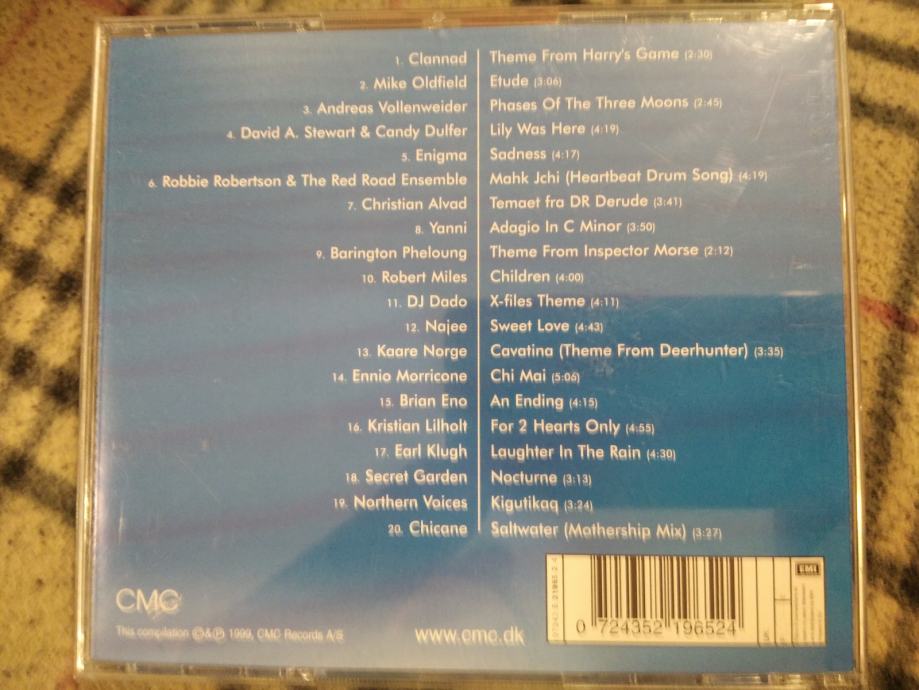 1. Clannad Theme From Harry's Game (2:30)
2. Mike Oldfield Etude (3:06)
3. Andreas Vollenweider Phases Of The Three Moons (2:45)
4. David A. Stewart & Candy Dulfer Lily Was Here (4:19)
5. Enigma Sadness (4:17)
6. Robbie Robertson & The Red Road Ensemble Mahk Jchi (Heartbeat Drum Song) (4:19)
7. Christian Alvad Temaet fra DR Derude (3:41)
8. Yanni Adagio In C Minor (3:50)
9. Barington Pheloung Theme From Inspector Morse (2:12)
10. Robert Miles Children (4:00)
11. DJ Dado X-files Theme (4:11)
12. Najee Sweet Love (4:43)
13. Kaare Norge Cavatina (Theme From Deerhunter) (3:35)
14. Ennio Morricone Chi Mai (5:06)
15. Brian Eno An Ending (4:15)
16. Kristian Lilholt For 2 Hearts Only (4:55)
17. Earl Klugh Laughter In The Rain (4:30)
18. Secret Garden Nocturne (3:13)
19. Northern Voices Kigutikaq (3:24)
20. Chicane Saltwater (Mothership Mix) (3:27)
EMI
CMC
This compilation ©&℗ 1999, CMC Records A/S
www.cmc.dk
0 724352 196524